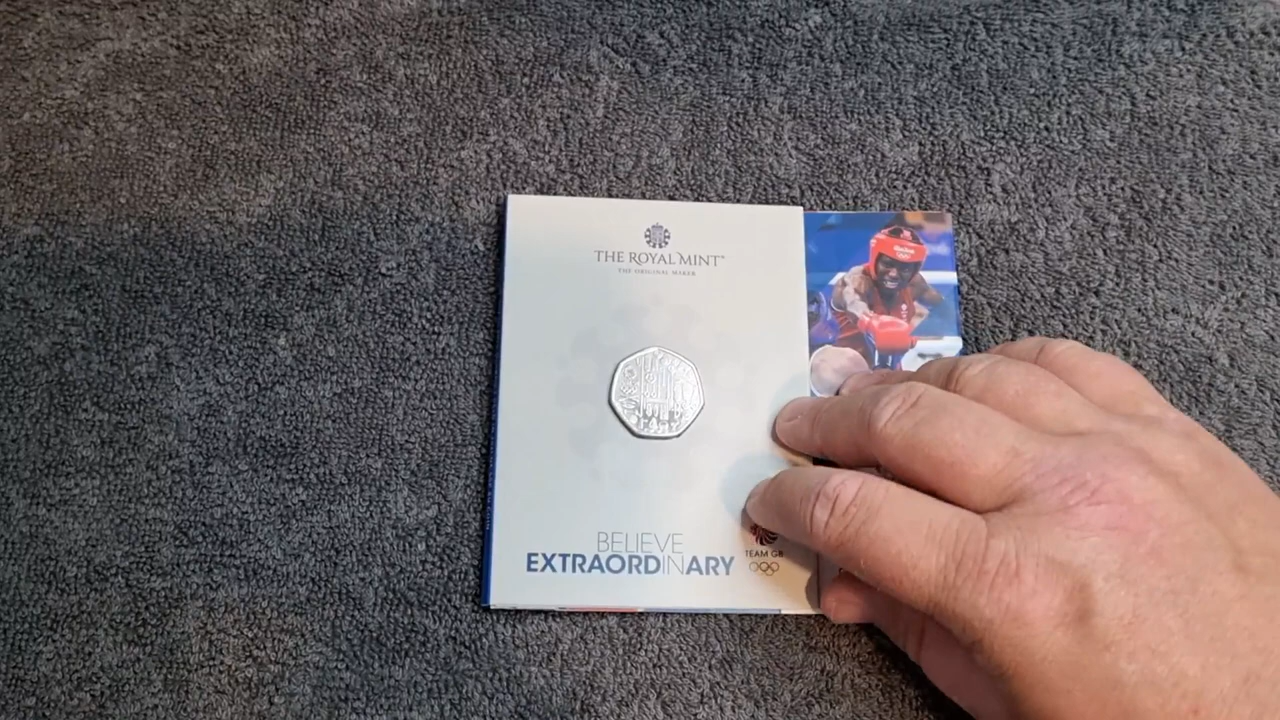 THE ROYAL MINT®
THE ORIGINAL MAKER
BELIEVE
EXTRAORDINARY
TEAM GB